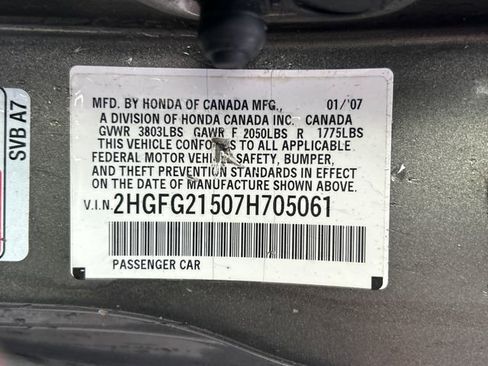 MFD. BY HONDA OF CANADA MFG., 01/'07
A DIVISION OF HONDA CANADA INC. CANADA
GVWR 3803LBS GAWR F 2050LBS R 1775LBS
THIS VEHICLE CONFORMS TO ALL APPLICABLE
FEDERAL MOTOR VEHICLE SAFETY, BUMPER,
AND THEFT PREVENTION STANDARDS IN EFFECT
ON THE DATE OF MANUFACTURE SHOWN ABOVE.
V.I.N. 2HGFG21507H705061
PASSENGER CAR
SVB A7